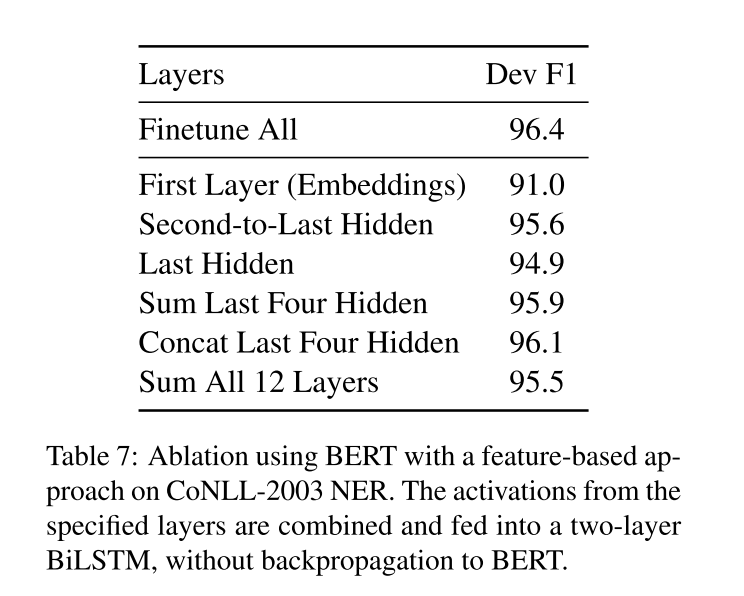 Layers Dev F1
Finetune All 96.4
First Layer (Embeddings) 91.0
Second-to-Last Hidden 95.6
Last Hidden 94.9
Sum Last Four Hidden 95.9
Concat Last Four Hidden 96.1
Sum All 12 Layers 95.5
Table 7: Ablation using BERT with a feature-based ap-
proach on CoNLL-2003 NER. The activations from the
specified layers are combined and fed into a two-layer
BiLSTM, without backpropagation to BERT.